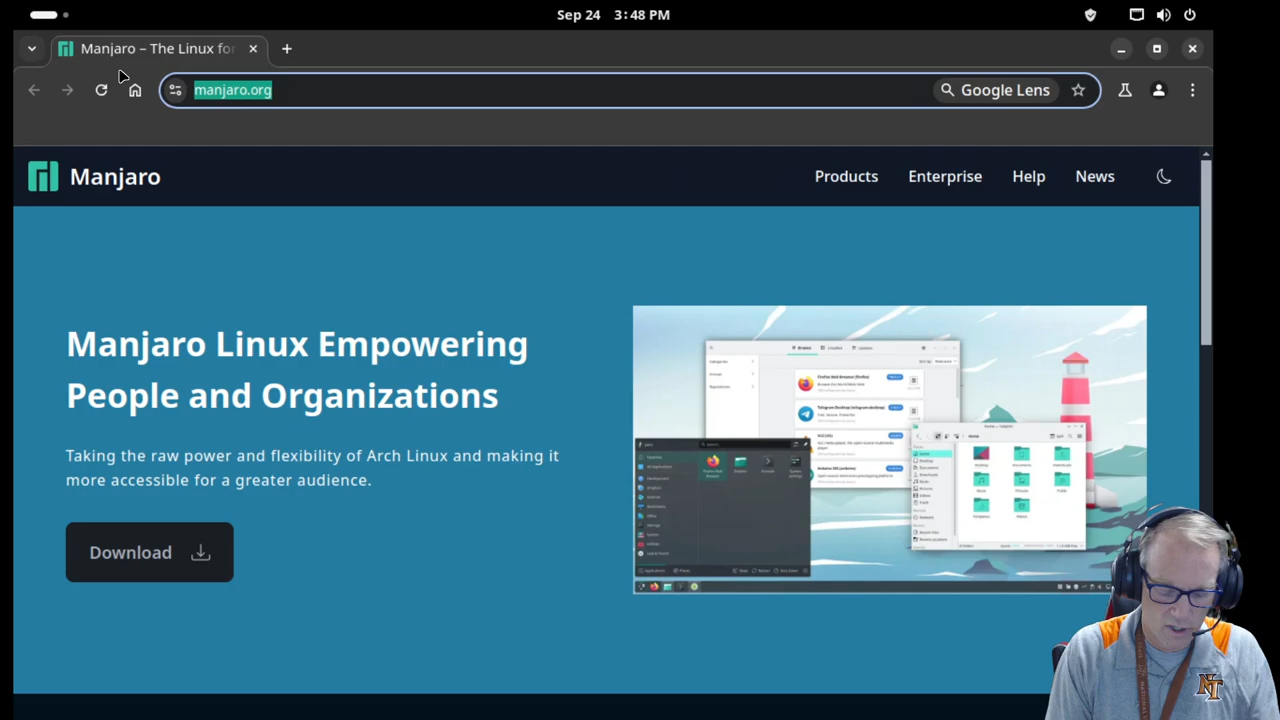 Sep 24 3:48 PM
Manjaro – The Linux for
manjaro.org
Google Lens
Manjaro
Products
Enterprise
Help
News
Manjaro Linux Empowering
People and Organizations
Taking the raw power and flexibility of Arch Linux and making it
more accessible for a greater audience.
Download
NT